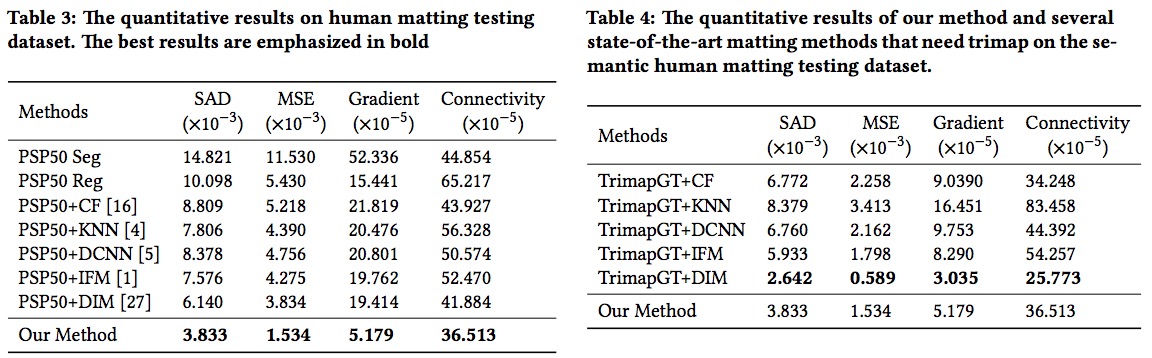 Table 3: The quantitative results on human matting testing
dataset. The best results are emphasized in bold
Methods SAD (×10⁻³) MSE (×10⁻³) Gradient (×10⁻⁵) Connectivity (×10⁻⁵)
PSP50 Seg 14.821 11.530 52.336 44.854
PSP50 Reg 10.098 5.430 15.441 65.217
PSP50+CF [16] 8.809 5.218 21.819 43.927
PSP50+KNN [4] 7.806 4.390 20.476 56.328
PSP50+DCNN [5] 8.378 4.756 20.801 50.574
PSP50+IFM [1] 7.576 4.275 19.762 52.470
PSP50+DIM [27] 6.140 3.834 19.414 41.884
Our Method 3.833 1.534 5.179 36.513
Table 4: The quantitative results of our method and several
state-of-the-art matting methods that need trimap on the se-
mantic human matting testing dataset.
Methods SAD (×10⁻³) MSE (×10⁻³) Gradient (×10⁻⁵) Connectivity (×10⁻⁵)
TrimapGT+CF 6.772 2.258 9.0390 34.248
TrimapGT+KNN 8.379 3.413 16.451 83.458
TrimapGT+DCNN 6.760 2.162 9.753 44.392
TrimapGT+IFM 5.933 1.798 8.290 54.257
TrimapGT+DIM 2.642 0.589 3.035 25.773
Our Method 3.833 1.534 5.179 36.513